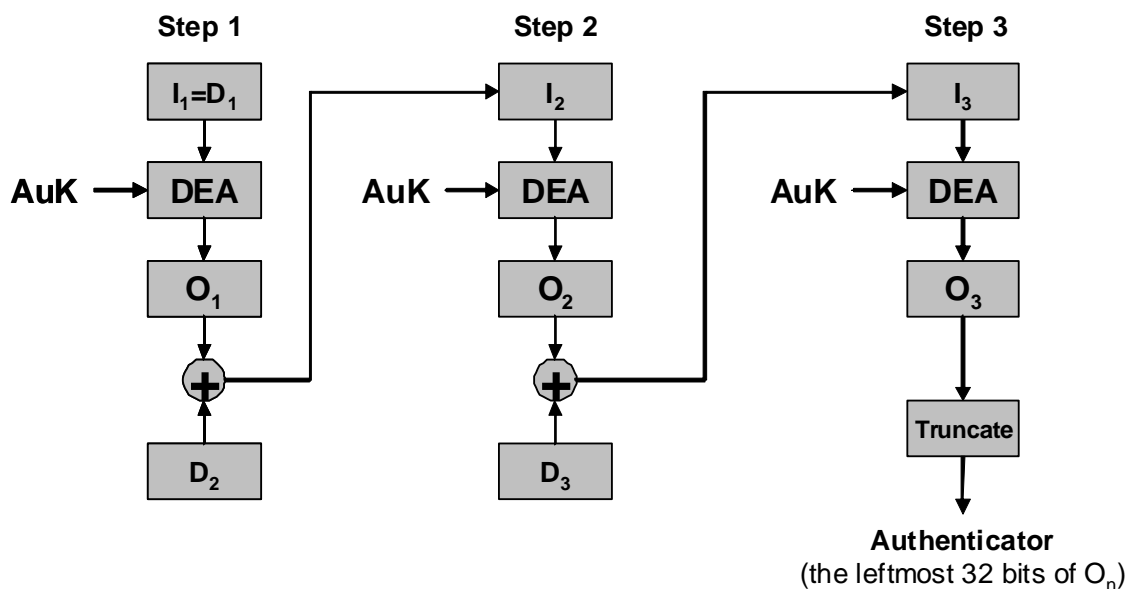 Step 1
Step 2
Step 3
I₁=D₁
I₂
I₃
AuK
DEA
AuK
DEA
AuK
DEA
O₁
O₂
O₃
+
+
Truncate
D₂
D₃
Authenticator
(the leftmost 32 bits of Oₙ)